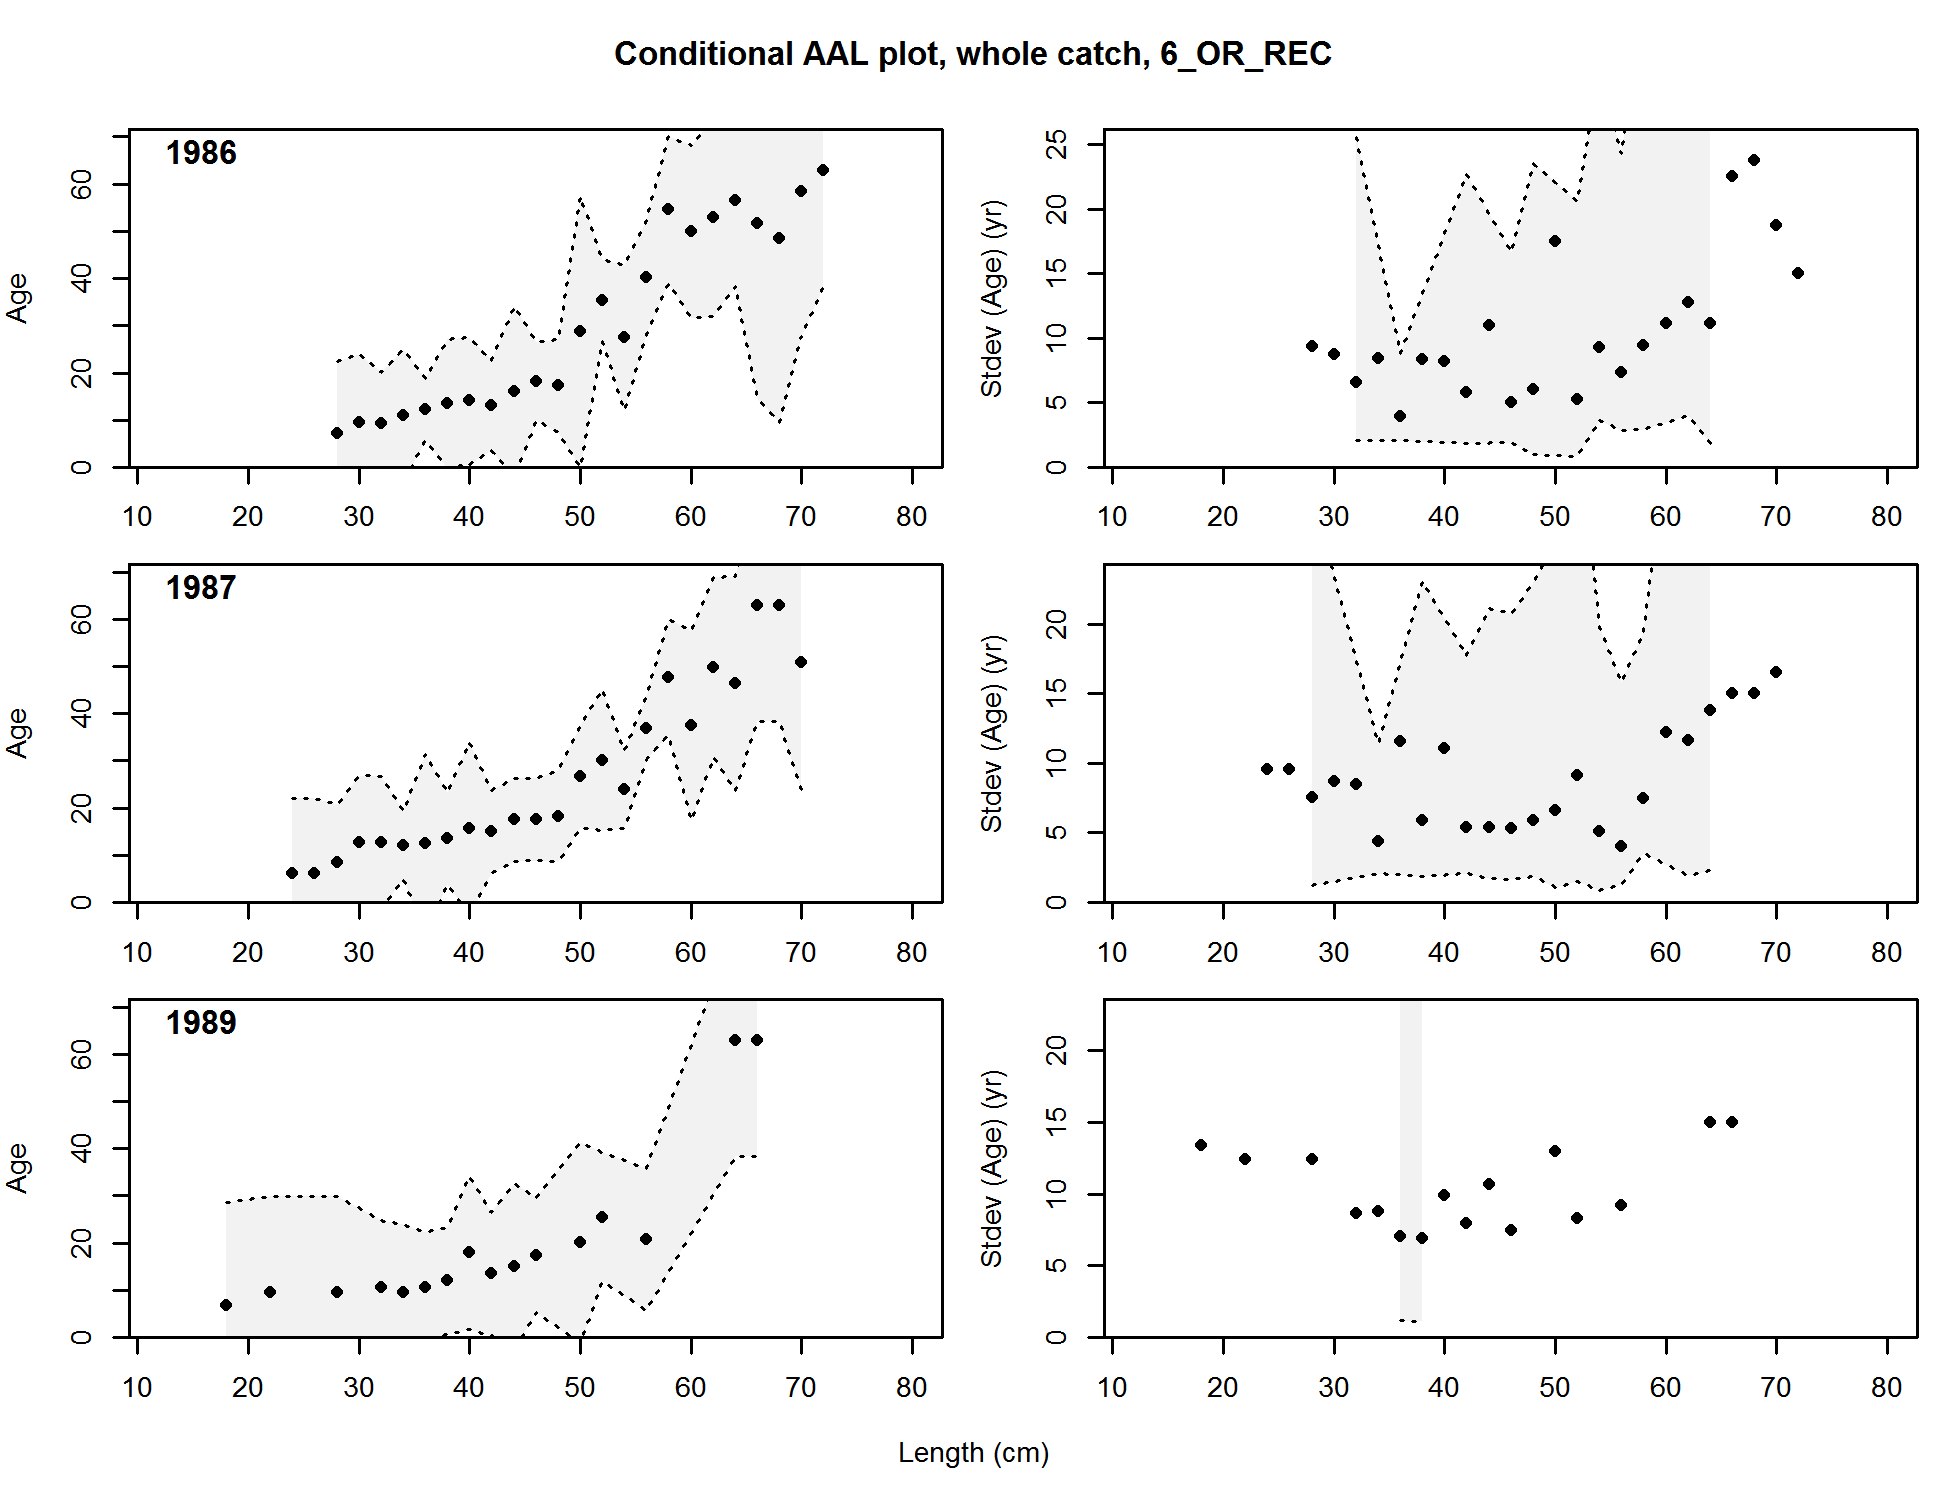 Conditional AAL plot, whole catch, 6_OR_REC
1986
Age
0 20 40 60
10 20 30 40 50 60 70 80
Stdev (Age) (yr)
0 5 10 15 20 25
10 20 30 40 50 60 70 80
1987
Age
0 20 40 60
10 20 30 40 50 60 70 80
Stdev (Age) (yr)
0 5 10 15 20
10 20 30 40 50 60 70 80
1989
Age
0 20 40 60
10 20 30 40 50 60 70 80
Stdev (Age) (yr)
0 5 10 15 20
10 20 30 40 50 60 70 80
Length (cm)